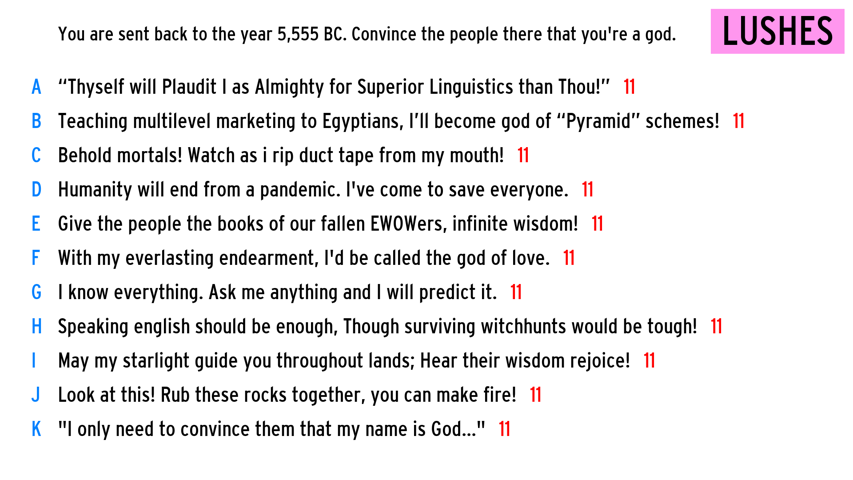 You are sent back to the year 5,555 BC. Convince the people there that you're a god.
LUSHES
A “Thyself will Plaudit I as Almighty for Superior Linguistics than Thou!” 11
B Teaching multilevel marketing to Egyptians, I’ll become god of “Pyramid” schemes! 11
C Behold mortals! Watch as i rip duct tape from my mouth! 11
D Humanity will end from a pandemic. I've come to save everyone. 11
E Give the people the books of our fallen EWOWers, infinite wisdom! 11
F With my everlasting endearment, I'd be called the god of love. 11
G I know everything. Ask me anything and I will predict it. 11
H Speaking english should be enough, Though surviving witchhunts would be tough! 11
I May my starlight guide you throughout lands; Hear their wisdom rejoice! 11
J Look at this! Rub these rocks together, you can make fire! 11
K "I only need to convince them that my name is God..." 11